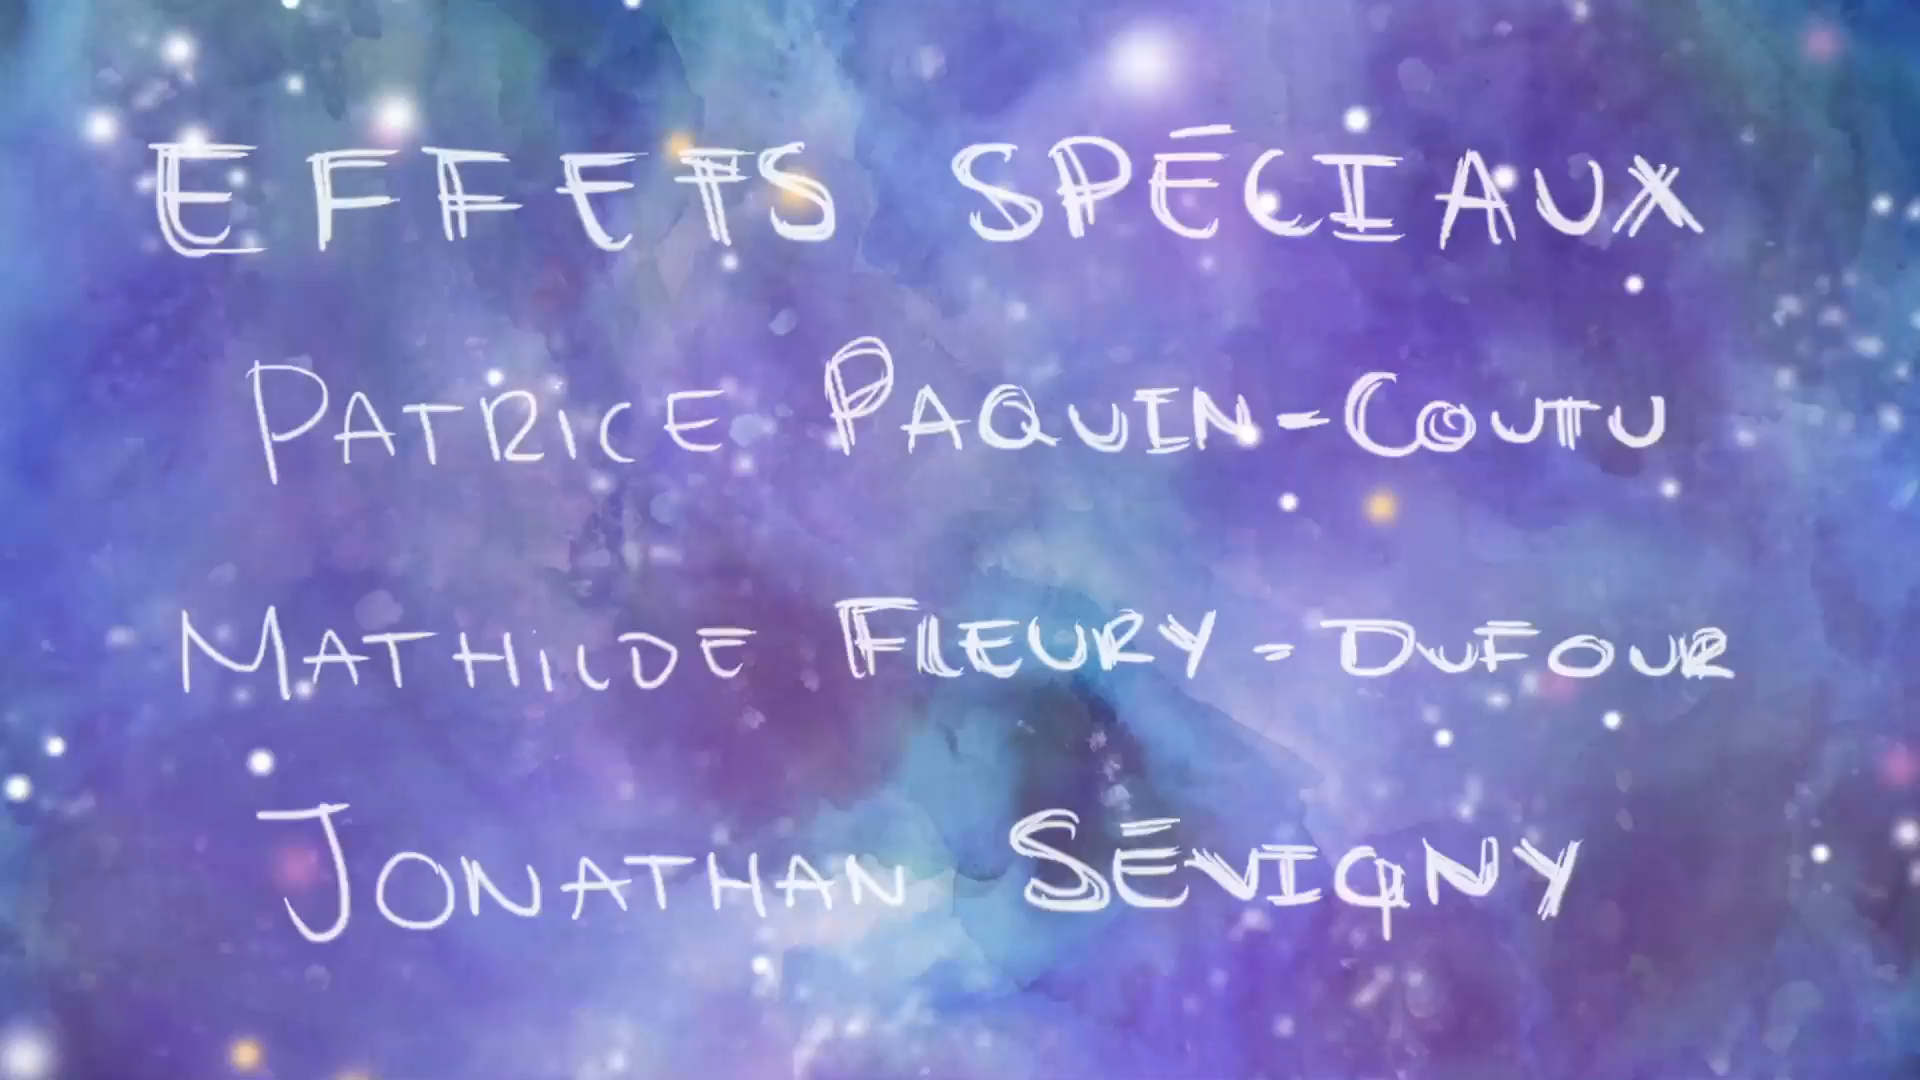 EFFETS SPÉCIAUX
PATRICE PAQUIN-COUTU
MATHILDE FLEURY-DUFOUR
JONATHAN SÉVIGNY